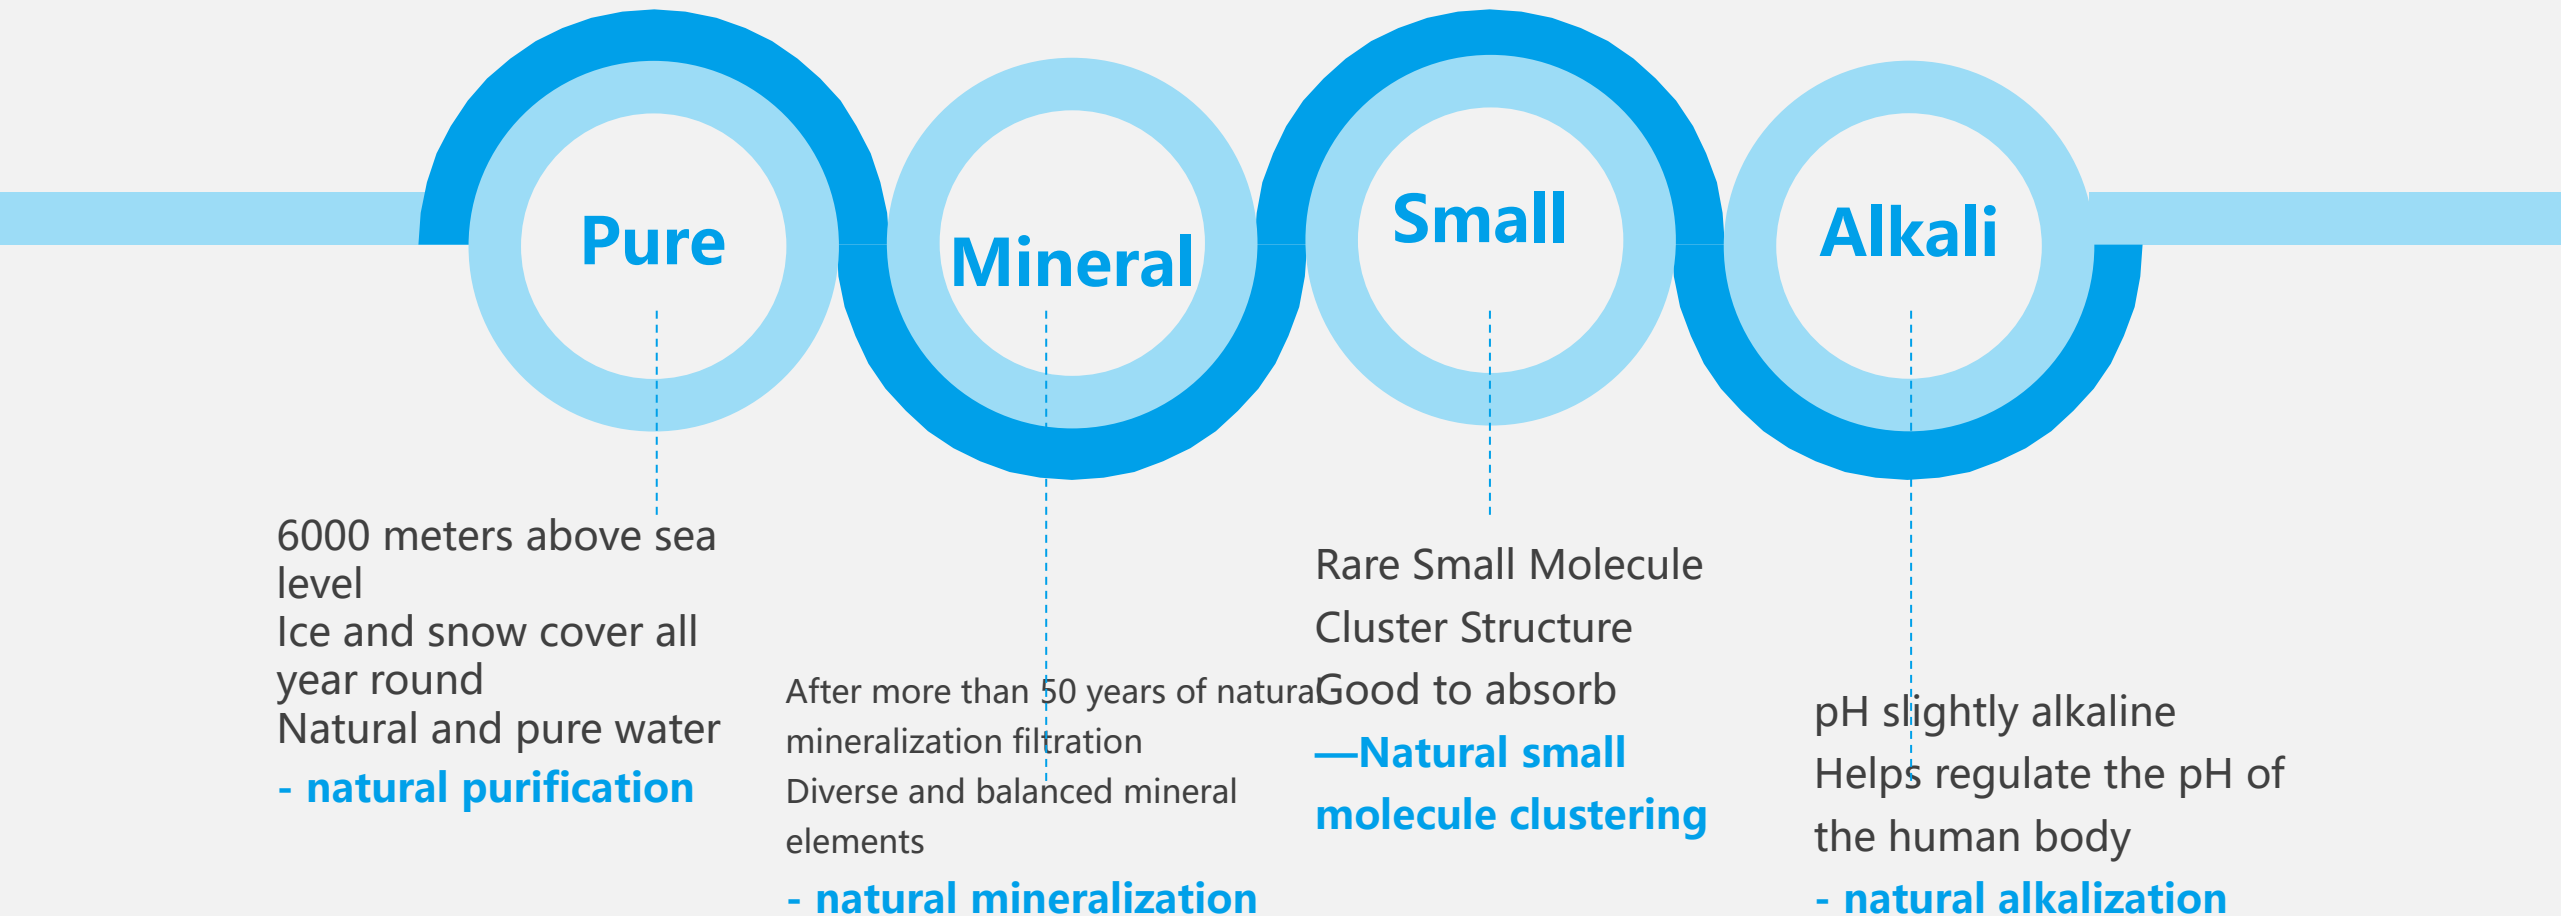 Pure
Mineral
Small
Alkali
6000 meters above sea
level
Ice and snow cover all
year round
Natural and pure water
- natural purification
After more than 50 years of natural
mineralization filtration
Diverse and balanced mineral
elements
- natural mineralization
Rare Small Molecule
Cluster Structure
Good to absorb
—Natural small
molecule clustering
pH slightly alkaline
Helps regulate the pH of
the human body
- natural alkalization